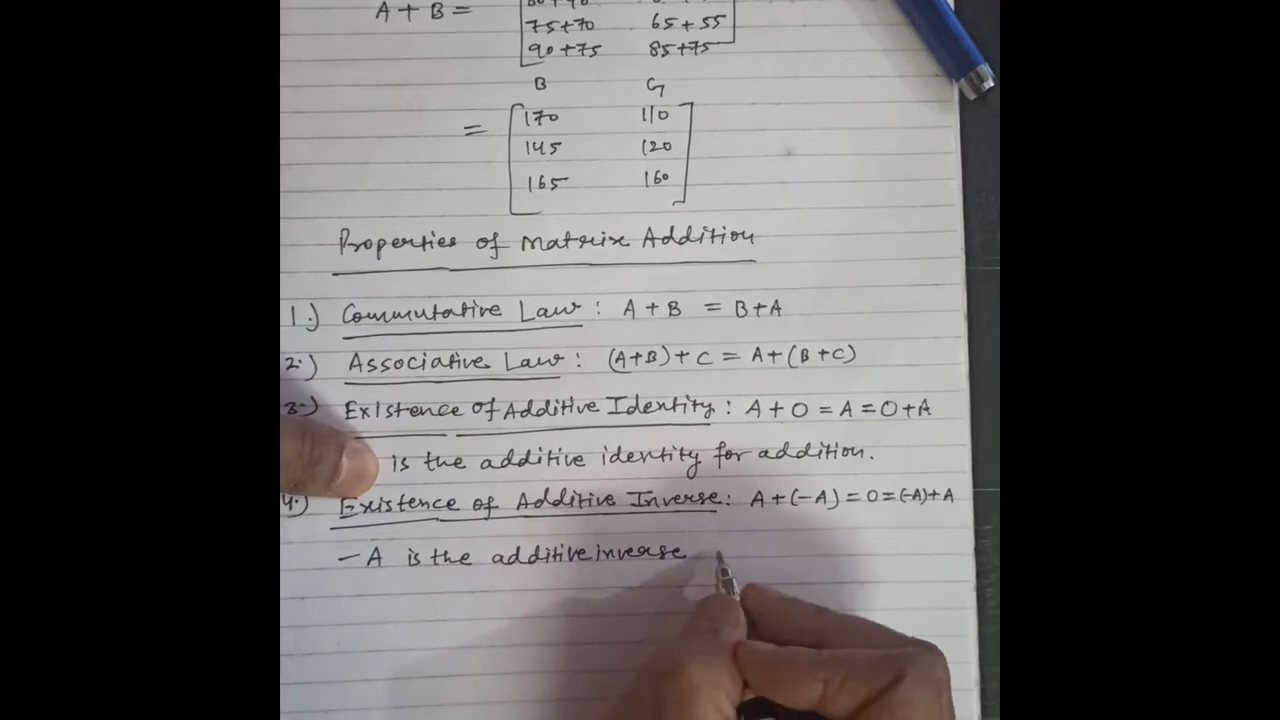 A + B =
75+70 65+55
90+75 85+75
B G
= 170 110
145 120
165 160
Properties of Matrix Addition
1.) Commutative Law : A + B = B+A
2.) Associative Law : (A+B) + C = A+(B+C)
3.) Existence of Additive Identity : A + O = A = O + A
is the additive identity for addition.
4.) Existence of Additive Inverse : A + (-A) = O = (-A) + A
- A is the additive inverse